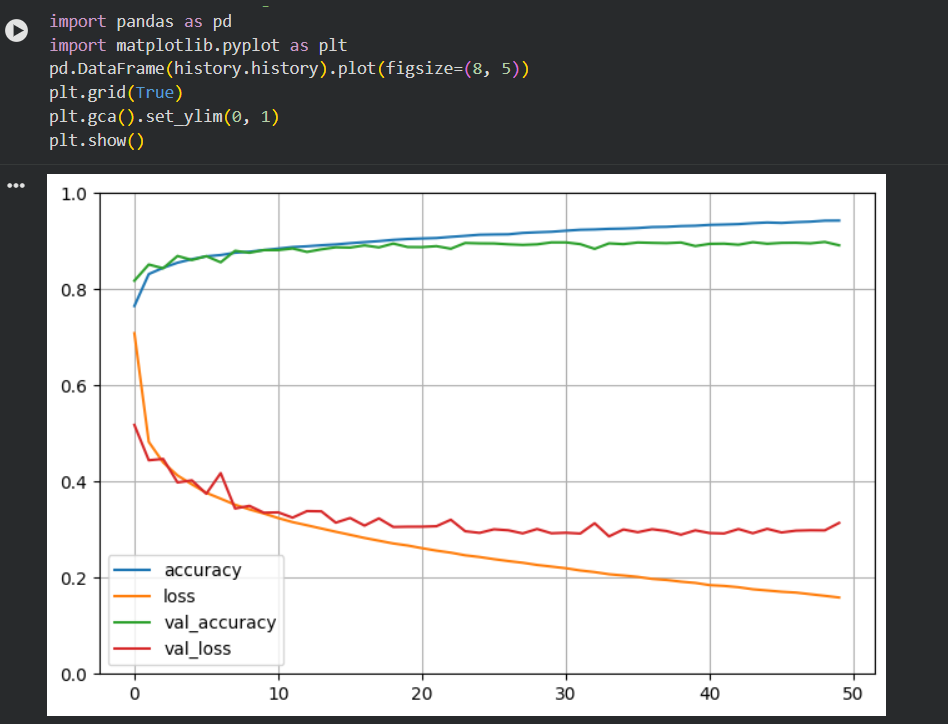 import pandas as pd
import matplotlib.pyplot as plt
pd.DataFrame(history.history).plot(figsize=(8, 5))
plt.grid(True)
plt.gca().set_ylim(0, 1)
plt.show()
1.0
0.8
0.6
0.4
0.2
0.0
accuracy
loss
val_accuracy
val_loss
0 10 20 30 40 50